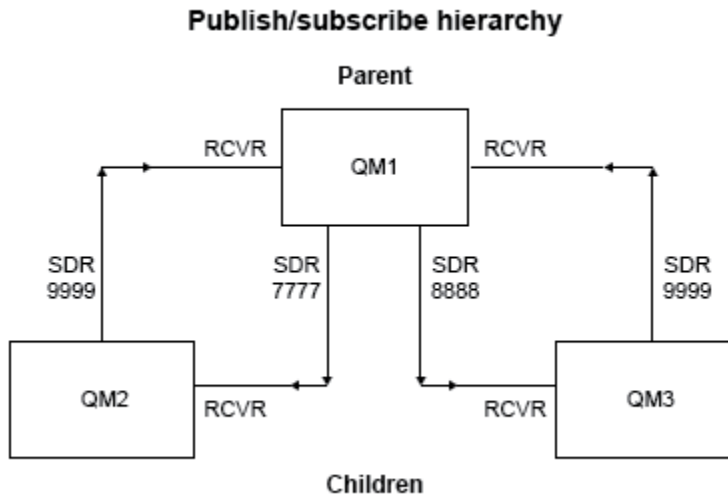 Publish/subscribe hierarchy
Parent
RCVR
QM1
RCVR
SDR
9999
SDR
7777
SDR
8888
SDR
9999
QM2
RCVR
RCVR
QM3
Children